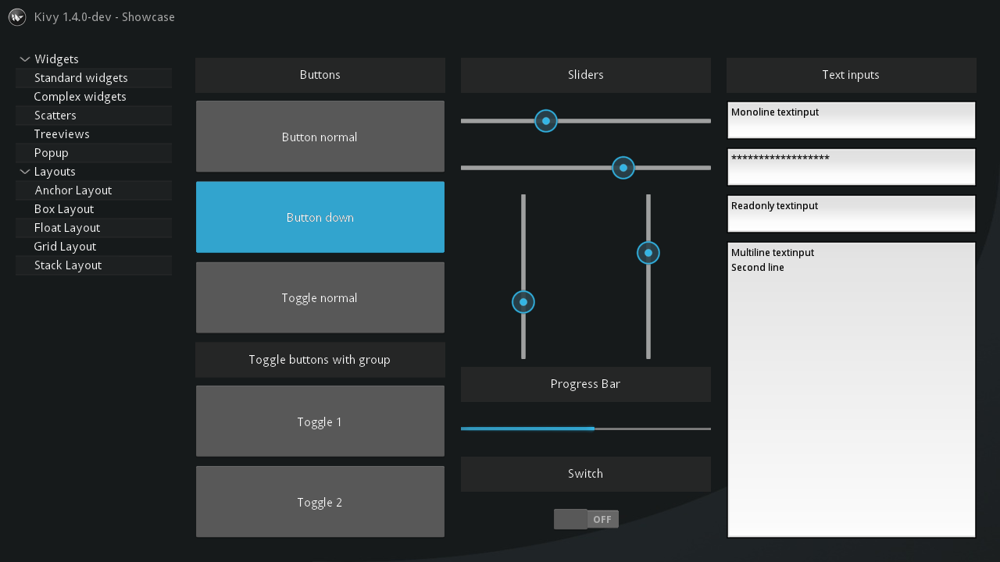 Kivy 1.4.0-dev - Showcase
Widgets
Standard widgets
Complex widgets
Scatters
Treeviews
Popup
Layouts
Anchor Layout
Box Layout
Float Layout
Grid Layout
Stack Layout
Buttons
Button normal
Button down
Toggle normal
Toggle buttons with group
Toggle 1
Toggle 2
Sliders
Progress Bar
Switch
OFF
Text inputs
Monoline textinput
******************
Readonly textinput
Multiline textinput
Second line